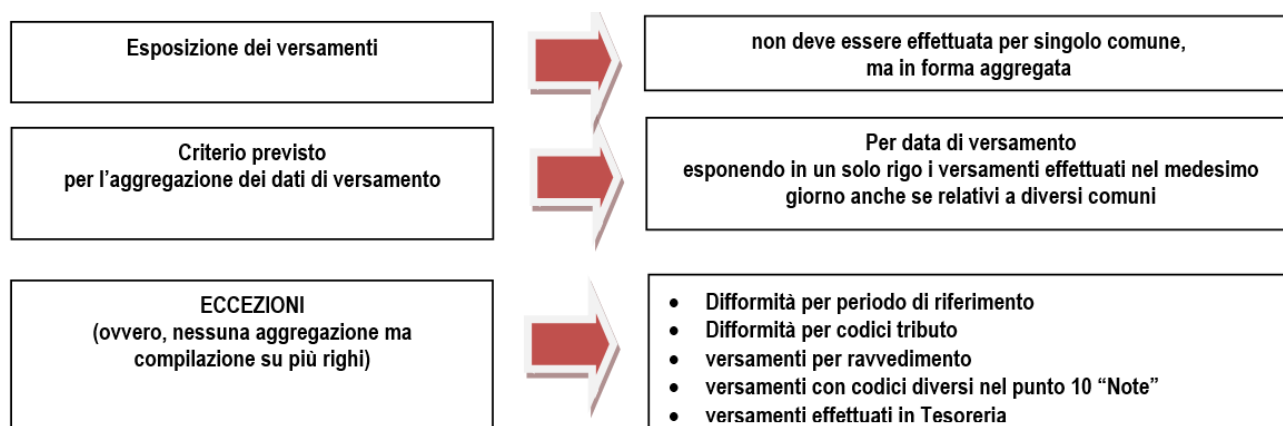 Esposizione dei versamenti
non deve essere effettuata per singolo comune,
ma in forma aggregata
Criterio previsto
per l’aggregazione dei dati di versamento
Per data di versamento
esponendo in un solo rigo i versamenti effettuati nel medesimo
giorno anche se relativi a diversi comuni
ECCEZIONI
(ovvero, nessuna aggregazione ma
compilazione su più righi)
• Difformità per periodo di riferimento
• Difformità per codici tributo
• versamenti per ravvedimento
• versamenti con codici diversi nel punto 10 “Note”
• versamenti effettuati in Tesoreria